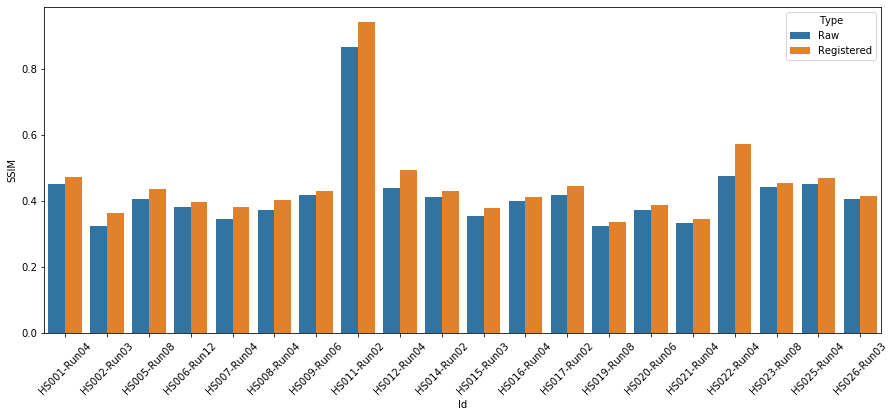 Type
Raw
Registered
SSIM
0.8
0.6
0.4
0.2
0.0
HS001-Run04
HS002-Run03
HS005-Run08
HS006-Run12
HS007-Run04
HS008-Run04
HS009-Run06
HS011-Run02
HS012-Run04
HS014-Run02
HS015-Run03
HS016-Run04
HS017-Run02
HS019-Run08
HS020-Run06
HS021-Run04
HS022-Run04
HS023-Run08
HS025-Run04
HS026-Run03
Id